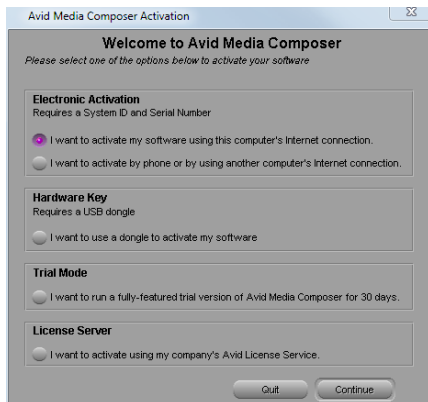 Avid Media Composer Activation
Welcome to Avid Media Composer
Please select one of the options below to activate your software
Electronic Activation
Requires a System ID and Serial Number
I want to activate my software using this computer's Internet connection.
I want to activate by phone or by using another computer's Internet connection.
Hardware Key
Requires a USB dongle
I want to use a dongle to activate my software
Trial Mode
I want to run a fully-featured trial version of Avid Media Composer for 30 days.
License Server
I want to activate using my company's Avid License Service.
Quit Continue